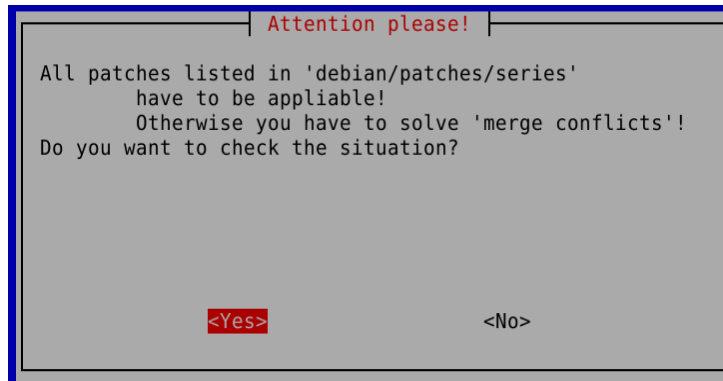 Attention please!
All patches listed in 'debian/patches/series'
have to be appliable!
Otherwise you have to solve 'merge conflicts'!
Do you want to check the situation?
<Yes> <No>